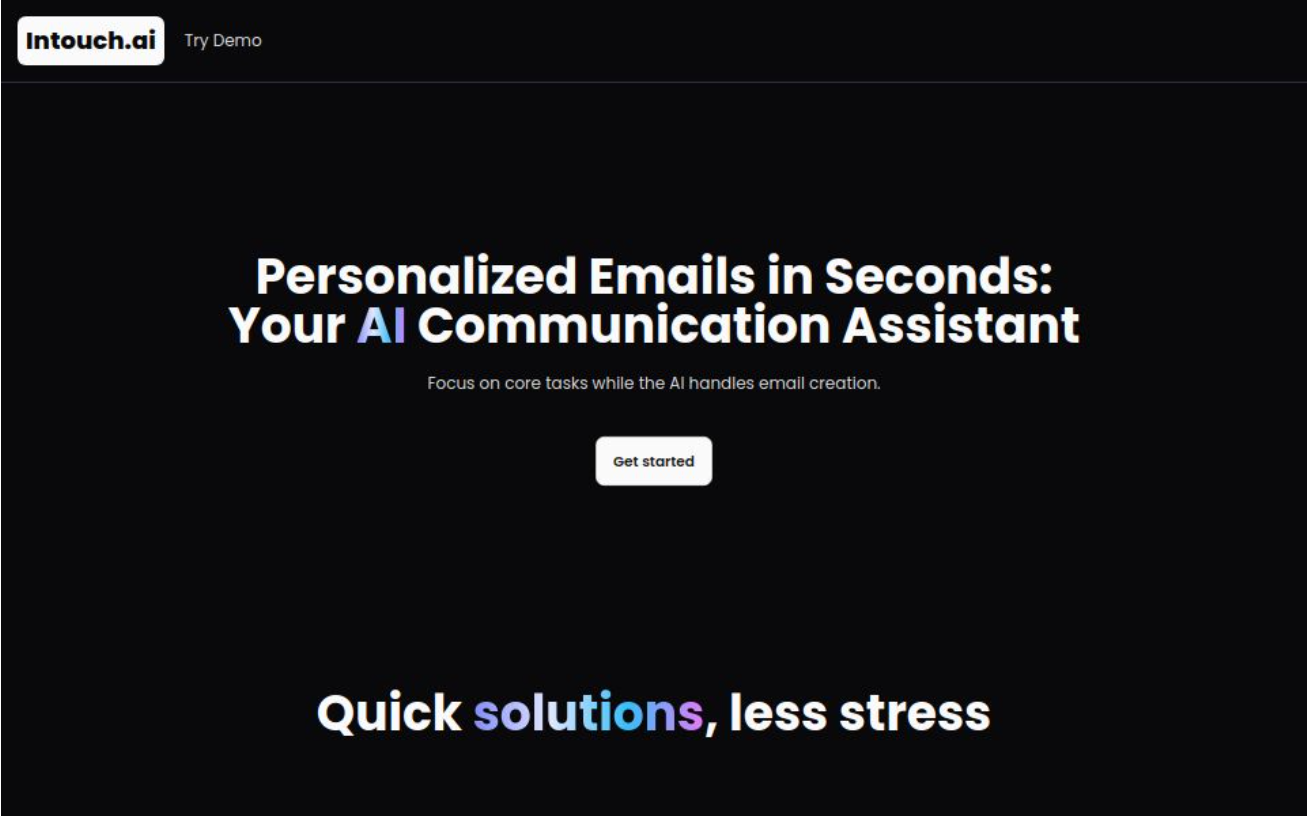 Intouch.ai
Try Demo
Personalized Emails in Seconds:
Your AI Communication Assistant
Focus on core tasks while the AI handles email creation.
Get started
Quick solutions, less stress